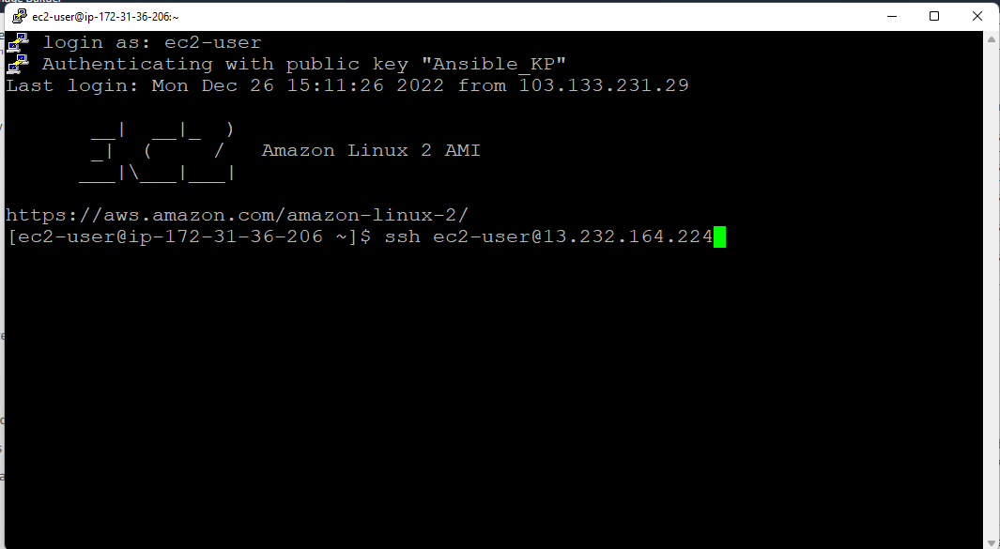 ec2-user@ip-172-31-36-206:~
login as: ec2-user
Authenticating with public key "Ansible_KP"
Last login: Mon Dec 26 15:11:26 2022 from 103.133.231.29
       __|  __|_  )
       _|  (     /   Amazon Linux 2 AMI
      ___|\___|___|
https://aws.amazon.com/amazon-linux-2/
[ec2-user@ip-172-31-36-206 ~]$ ssh ec2-user@13.232.164.224